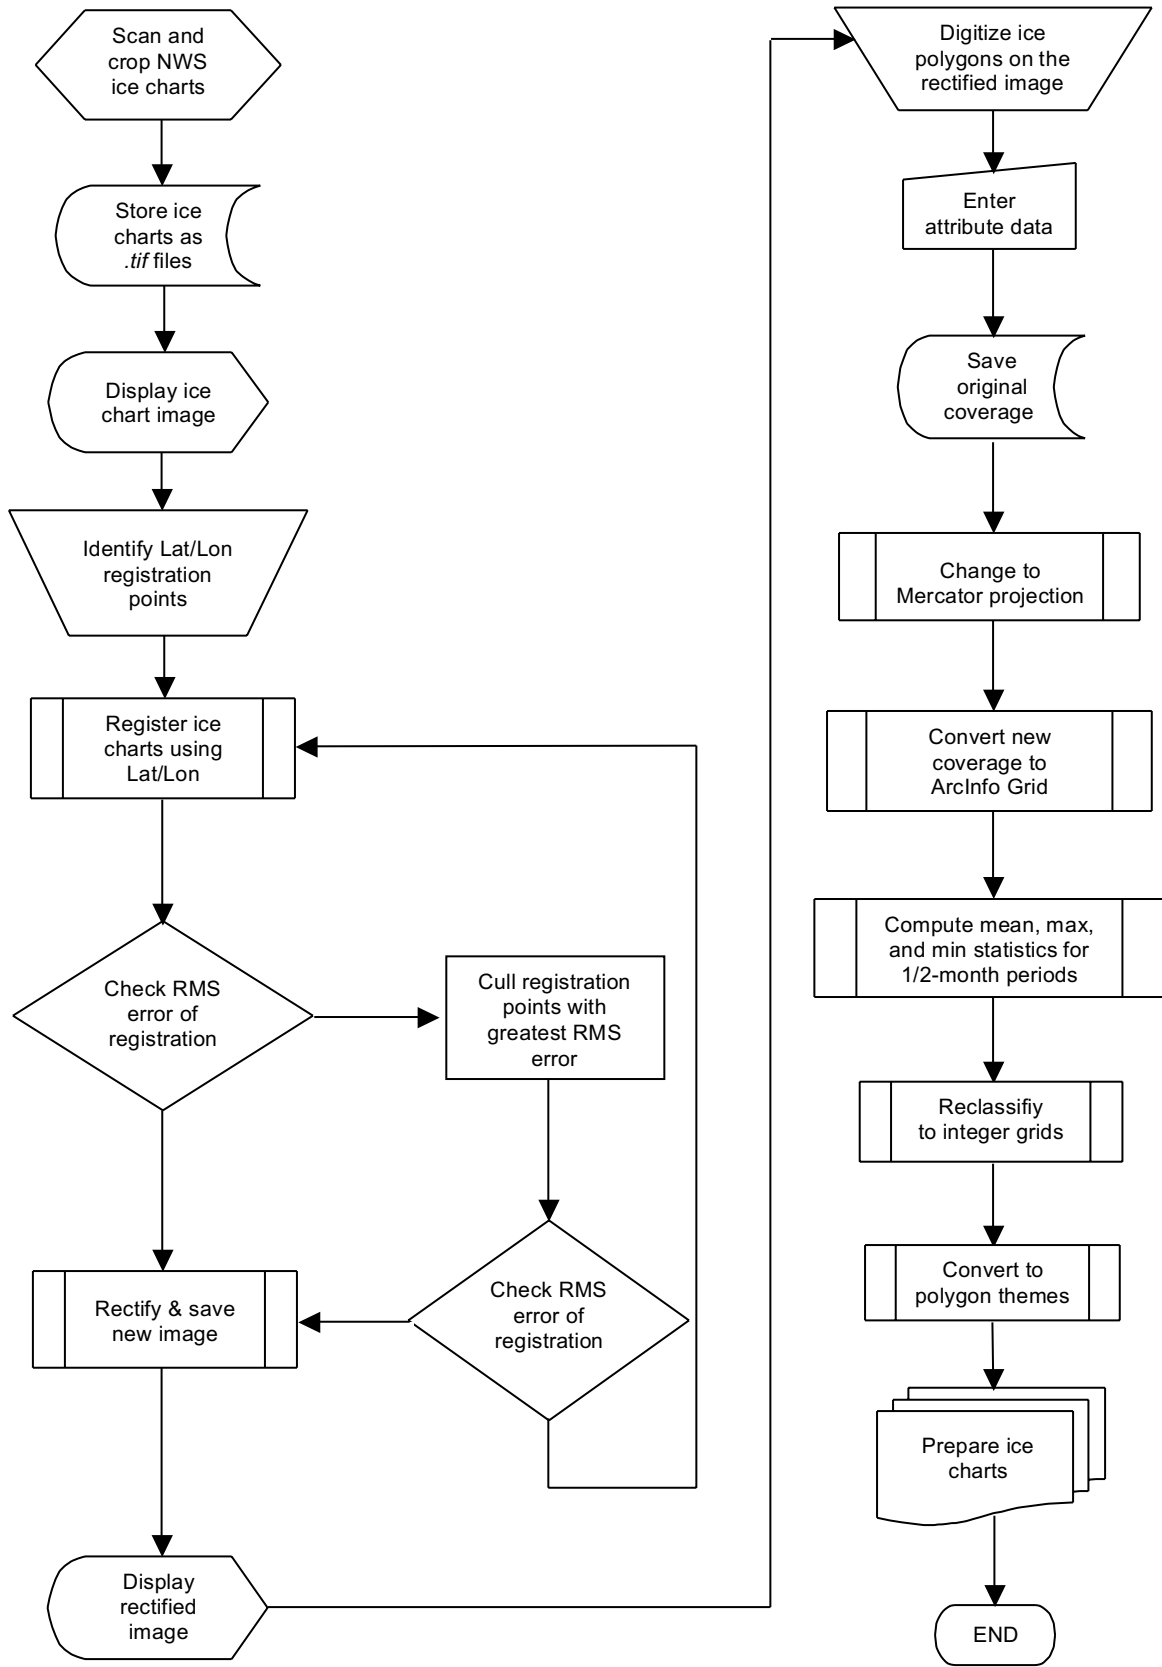 Scan and
crop NWS
ice charts
Store ice
charts as
.tif files
Display ice
chart image
Identify Lat/Lon
registration
points
Register ice
charts using
Lat/Lon
Check RMS
error of
registration
Cull registration
points with
greatest RMS
error
Check RMS
error of
registration
Rectify & save
new image
Display
rectified
image
Digitize ice
polygons on the
rectified image
Enter
attribute data
Save
original
coverage
Change to
Mercator projection
Convert new
coverage to
ArcInfo Grid
Compute mean, max,
and min statistics for
1/2-month periods
Reclassifiy
to integer grids
Convert to
polygon themes
Prepare ice
charts
END